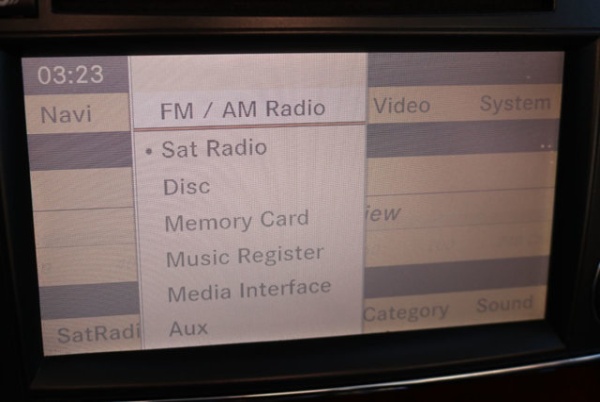 03:23
Navi
FM / AM Radio
Video
System
Sat Radio
Disc
Memory Card
iew
Music Register
Media Interface
Aux
SatRadi
Category
Sound